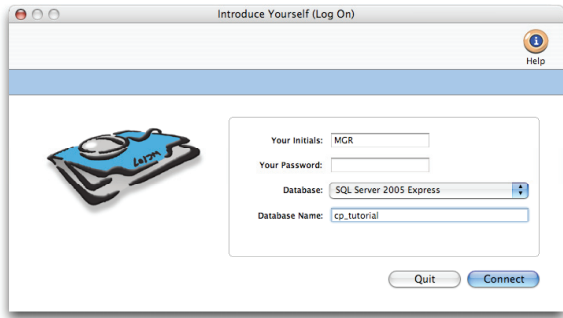 Introduce Yourself (Log On)
Help
Your Initials: MGR
Your Password:
Database: SQL Server 2005 Express
Database Name: cp_tutorial
Quit Connect